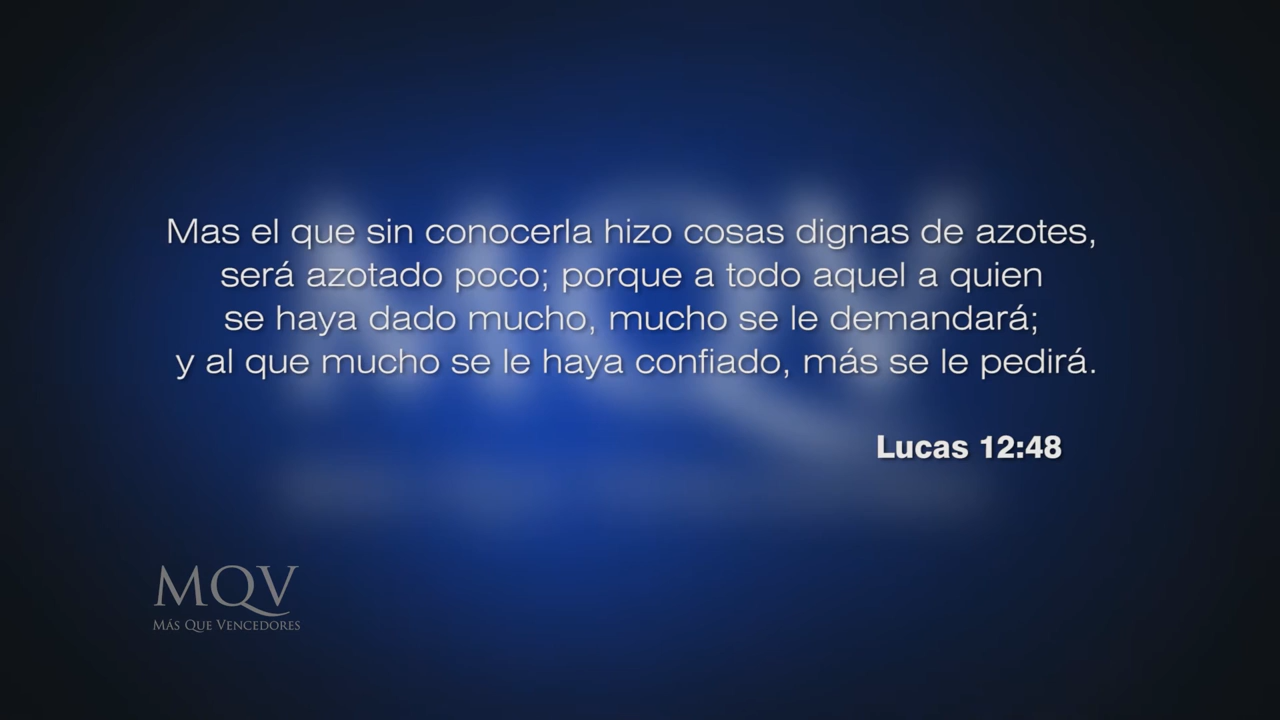 Mas el que sin conocerla hizo cosas dignas de azotes,
será azotado poco; porque a todo aquel a quien
se haya dado mucho, mucho se le demandará;
y al que mucho se le haya confiado, más se le pedirá.
Lucas 12:48
MQV
MÁS QUE VENCEDORES